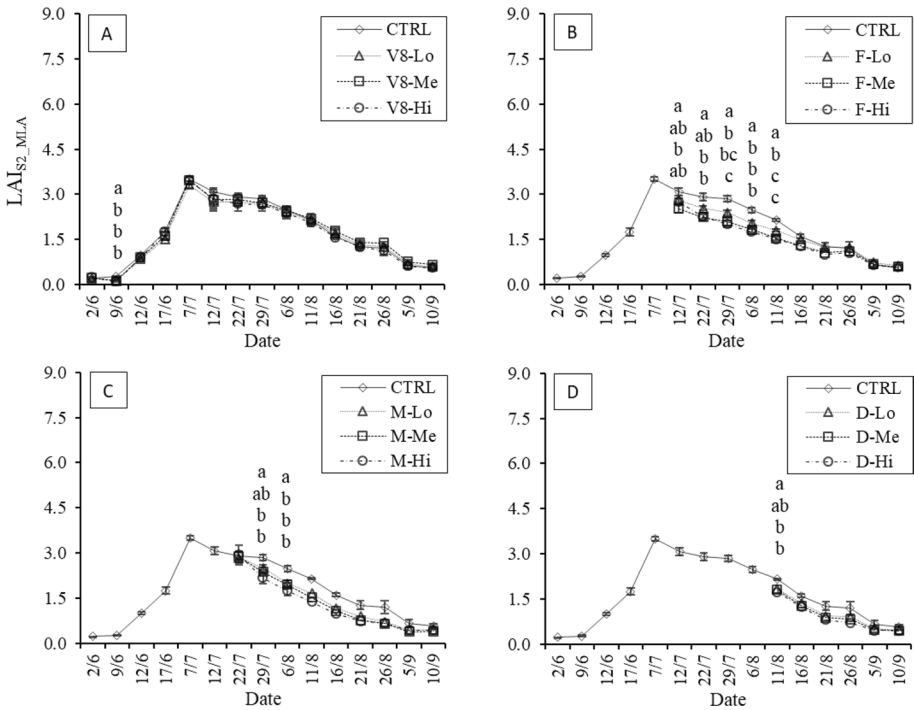 A
CTRL
V8-Lo
V8-Me
V8-Hi
LAI S2_MLA
9.0
7.5
6.0
4.5
3.0
1.5
0.0
a
b
b
b
2/6 9/6 12/6 17/6 7/7 12/7 22/7 29/7 6/8 11/8 16/8 21/8 26/8 5/9 10/9
Date
B
CTRL
F-Lo
F-Me
F-Hi
9.0
7.5
6.0
4.5
3.0
1.5
0.0
a a a a a
ab ab b b b
b b bc b c
ab b c b c
2/6 9/6 12/6 17/6 7/7 12/7 22/7 29/7 6/8 11/8 16/8 21/8 26/8 5/9 10/9
Date
C
CTRL
M-Lo
M-Me
M-Hi
9.0
7.5
6.0
4.5
3.0
1.5
0.0
a a
ab b
b b
b b
2/6 9/6 12/6 17/6 7/7 12/7 22/7 29/7 6/8 11/8 16/8 21/8 26/8 5/9 10/9
Date
D
CTRL
D-Lo
D-Me
D-Hi
9.0
7.5
6.0
4.5
3.0
1.5
0.0
a
ab
b
b
2/6 9/6 12/6 17/6 7/7 12/7 22/7 29/7 6/8 11/8 16/8 21/8 26/8 5/9 10/9
Date